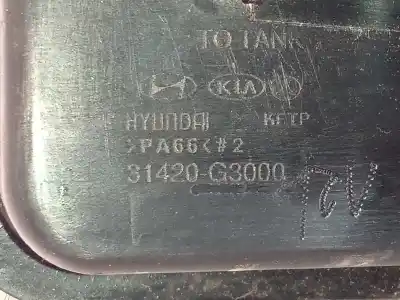 TO TANK
KIA
HYUNDAI KFTP
>PA66<#2
31420-G3000